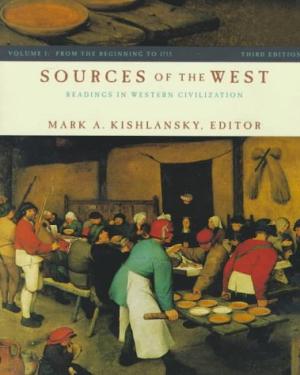 VOLUME I: FROM THE BEGINNING TO 1715 THIRD EDITION
SOURCES OF THE WEST
READINGS IN WESTERN CIVILIZATION
MARK A. KISHLANSKY, EDITOR